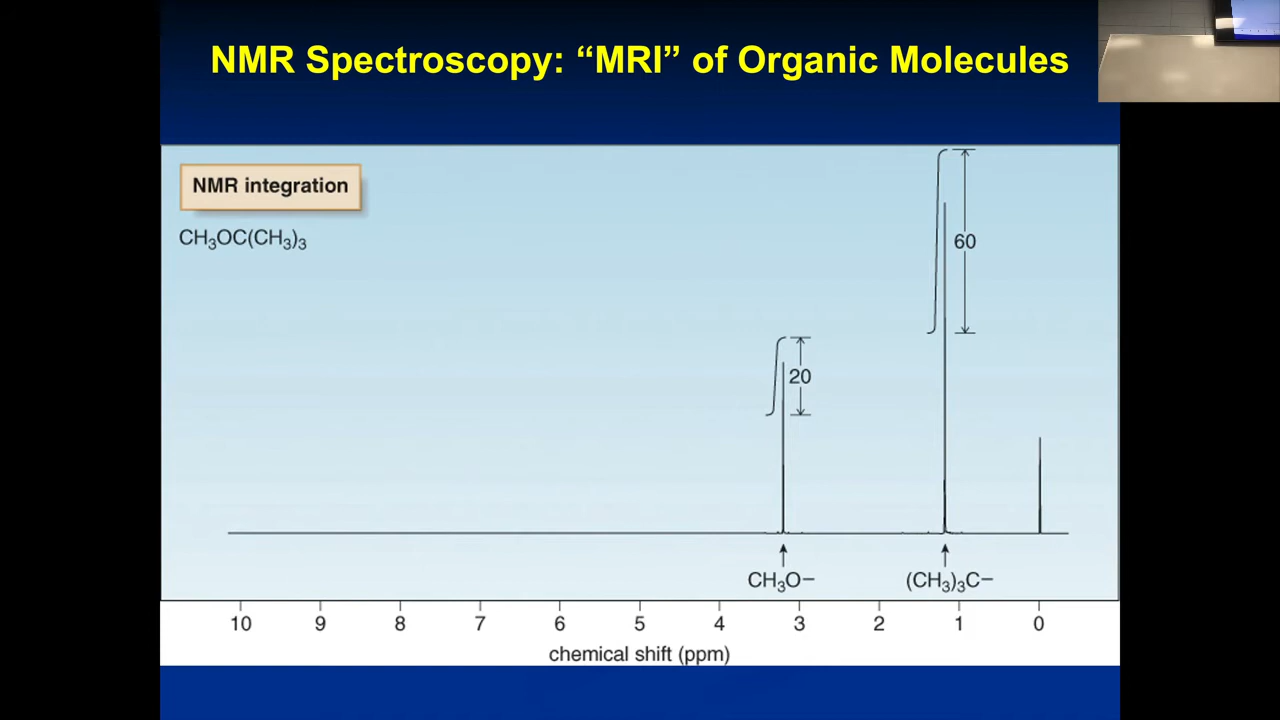 NMR Spectroscopy: “MRI” of Organic Molecules
NMR integration
CH₃OC(CH₃)₃
60
20
CH₃O−
(CH₃)₃C−
10 9 8 7 6 5 4 3 2 1 0
chemical shift (ppm)